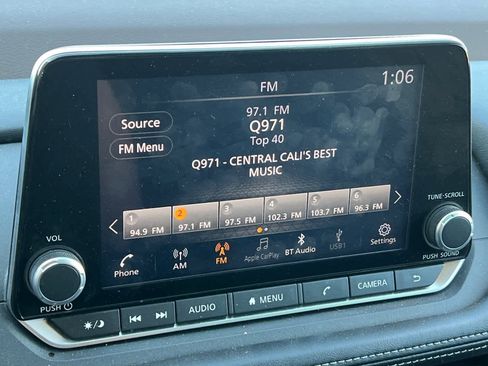 FM
1:06
97.1 FM
Source
Q971
Top 40
FM Menu
Q971 - CENTRAL CALI'S BEST
MUSIC
1 2 3 4 5 6
94.9 FM 97.1 FM 97.5 FM 102.3 FM 103.7 FM 96.3 FM
Phone AM FM Apple CarPlay BT Audio USB1 Settings
VOL
TUNE·SCROLL
PUSH
PUSH SOUND
AUDIO MENU CAMERA